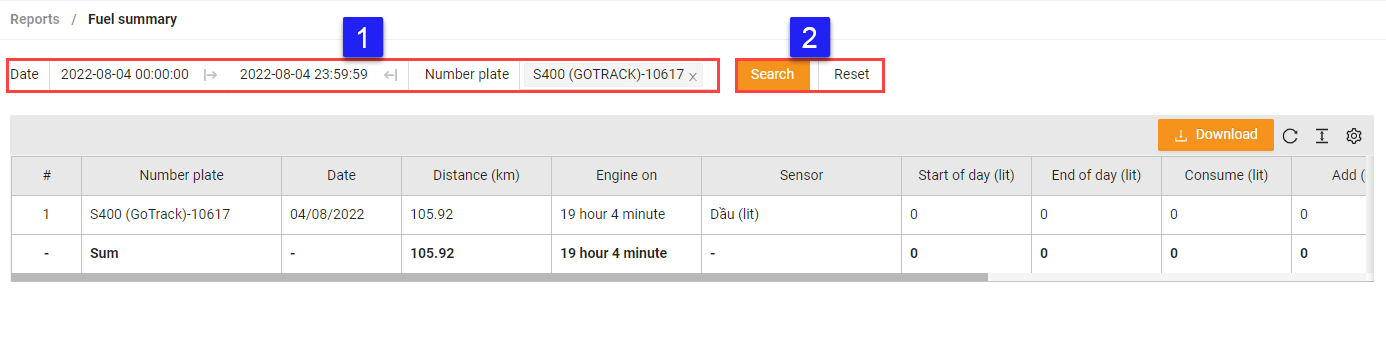 Reports / Fuel summary
1
2
Date 2022-08-04 00:00:00 2022-08-04 23:59:59 Number plate S400 (GOTRACK)-10617 x Search Reset
Download
# Number plate Date Distance (km) Engine on Sensor Start of day (lit) End of day (lit) Consume (lit) Add (
1 S400 (GoTrack)-10617 04/08/2022 105.92 19 hour 4 minute Dầu (lit) 0 0 0 0
- Sum - 105.92 19 hour 4 minute - 0 0 0 0